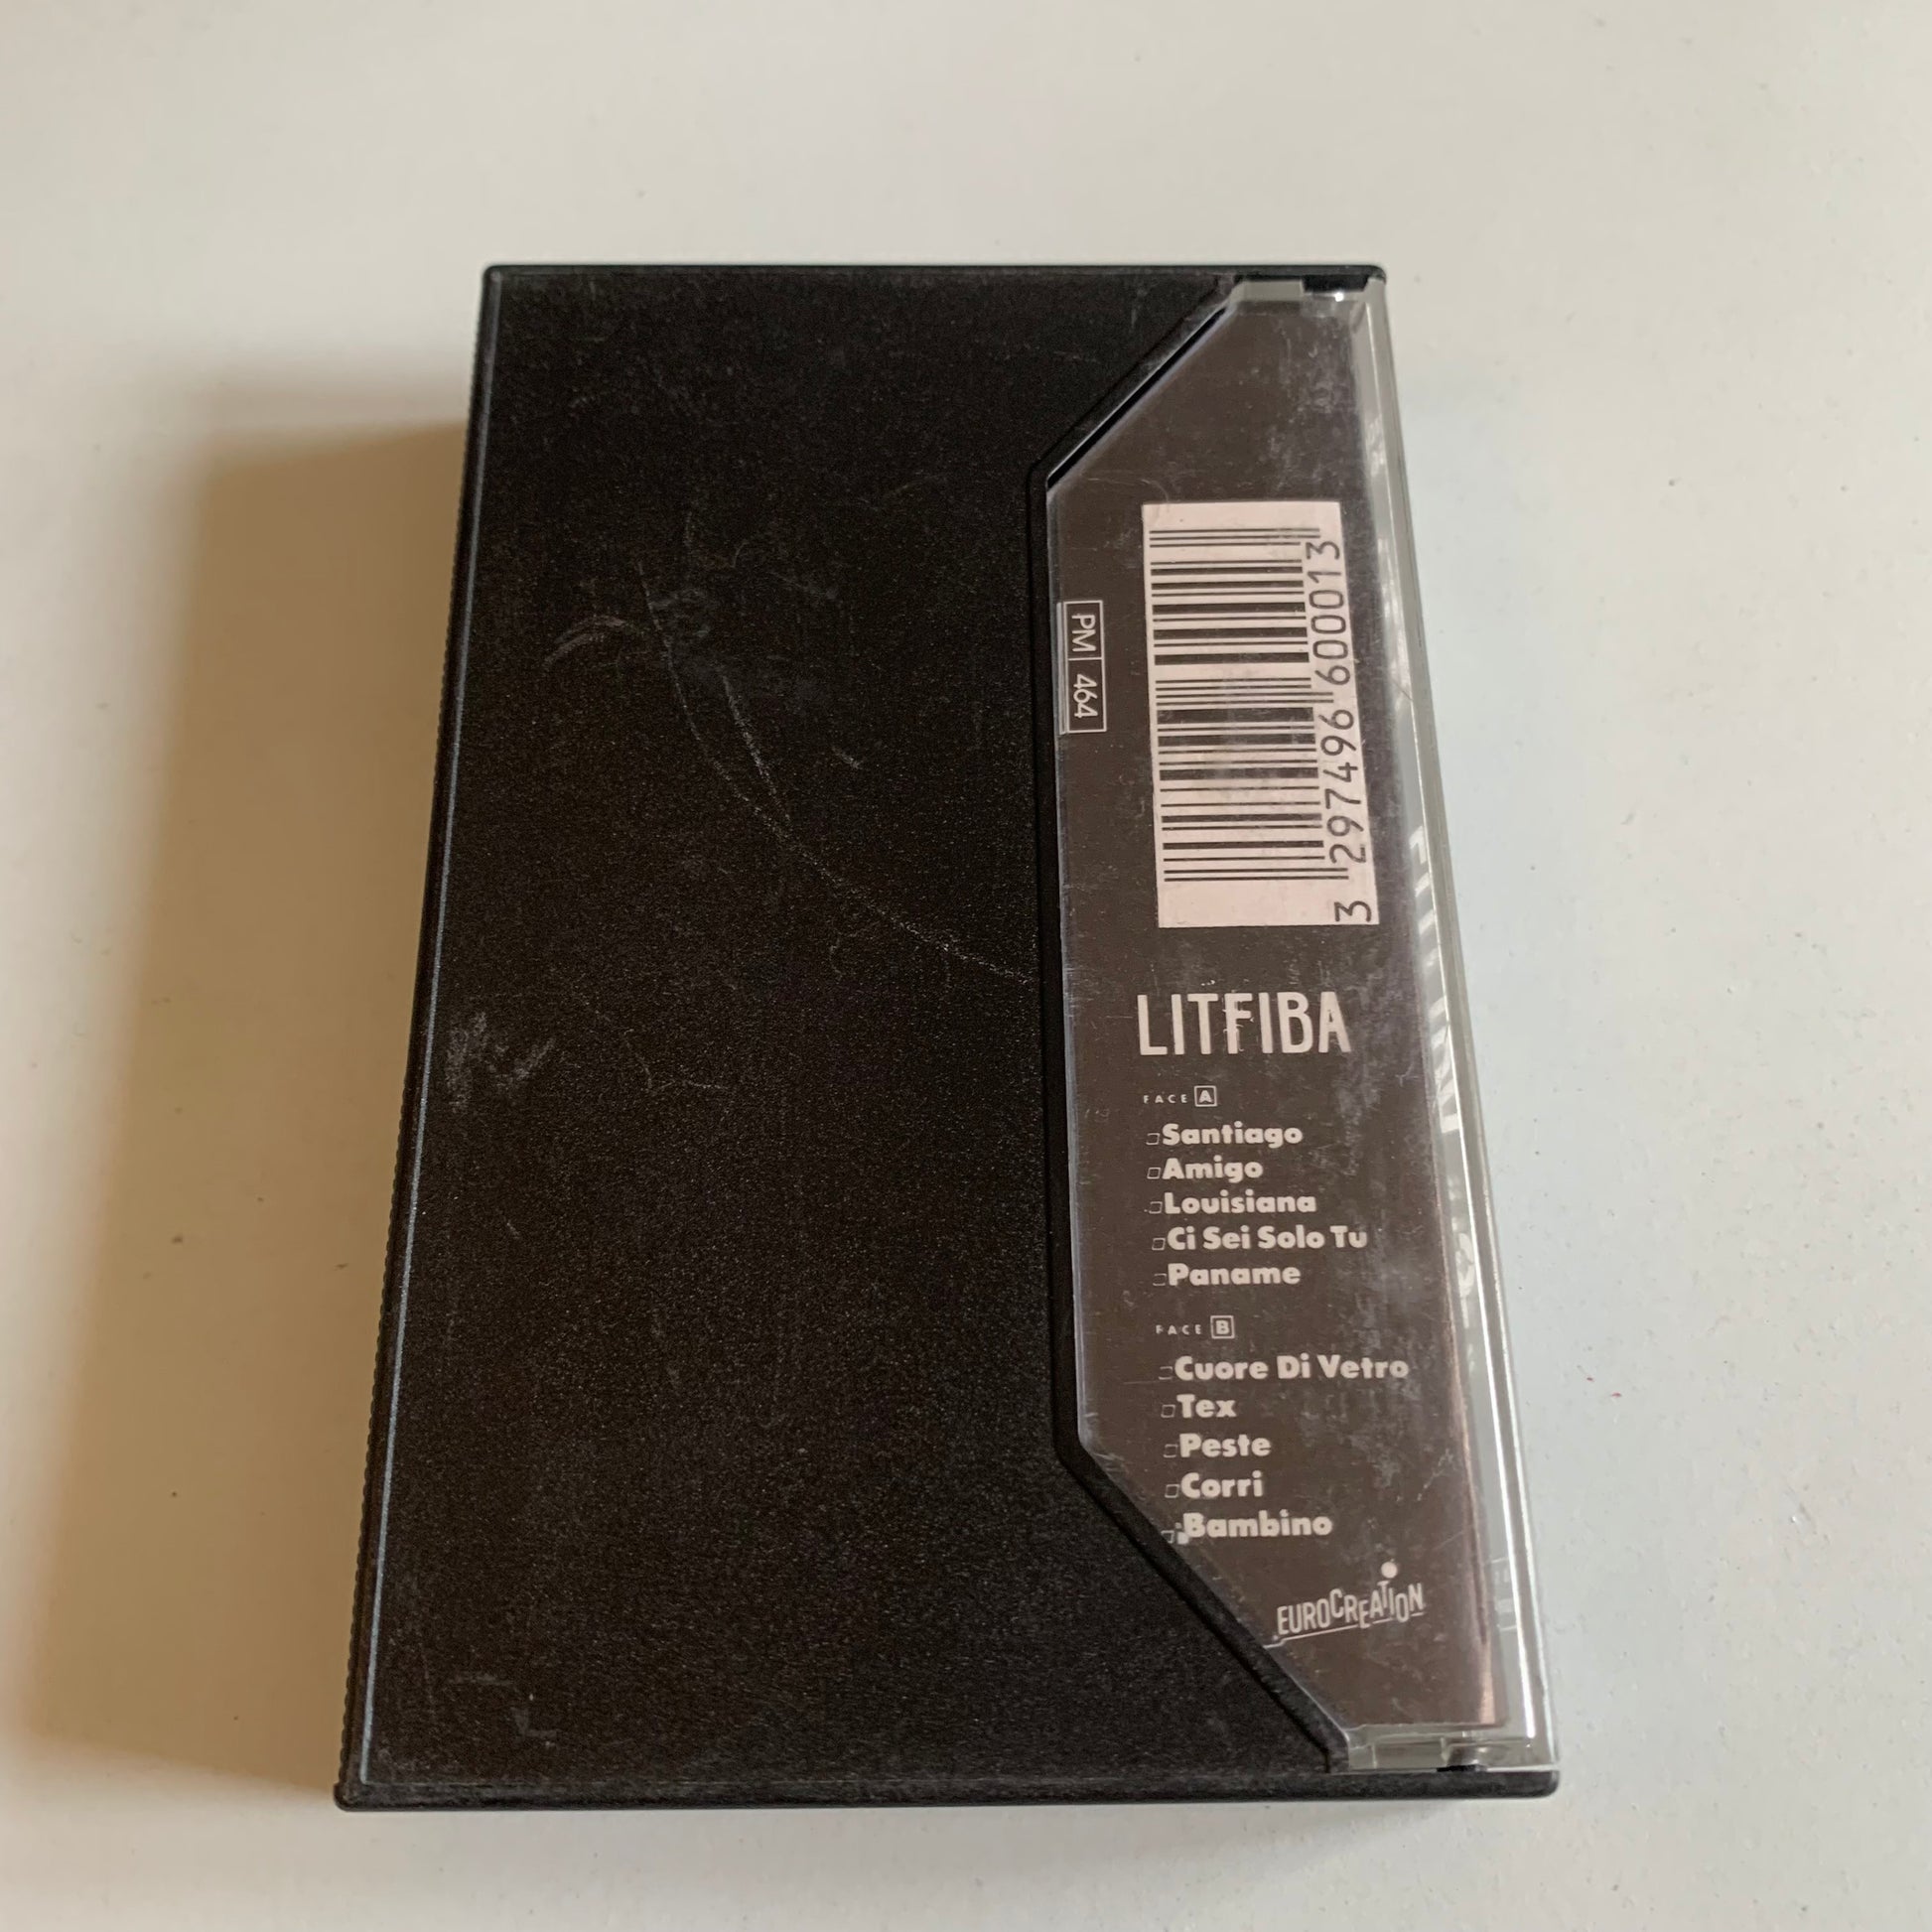 3 297496 600013
PM 464
LITFIBA
FACE A
Santiago
Amigo
Louisiana
Ci Sei Solo Tu
Paname
FACE B
Cuore Di Vetro
Tex
Peste
Corri
Bambino
EUROCREATION